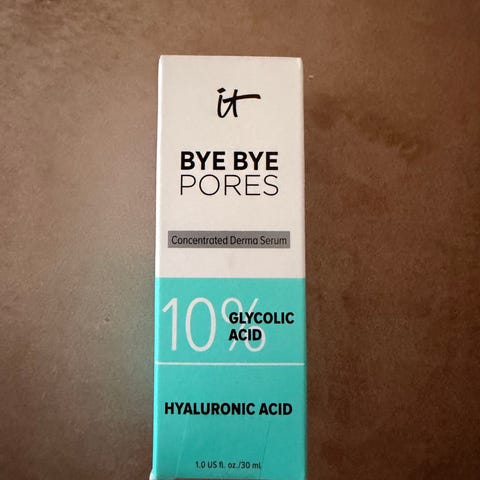 it
BYE BYE
PORES
Concentrated Derma Serum
10% GLYCOLIC
ACID
HYALURONIC ACID
1.0 US fl. oz./30 ml